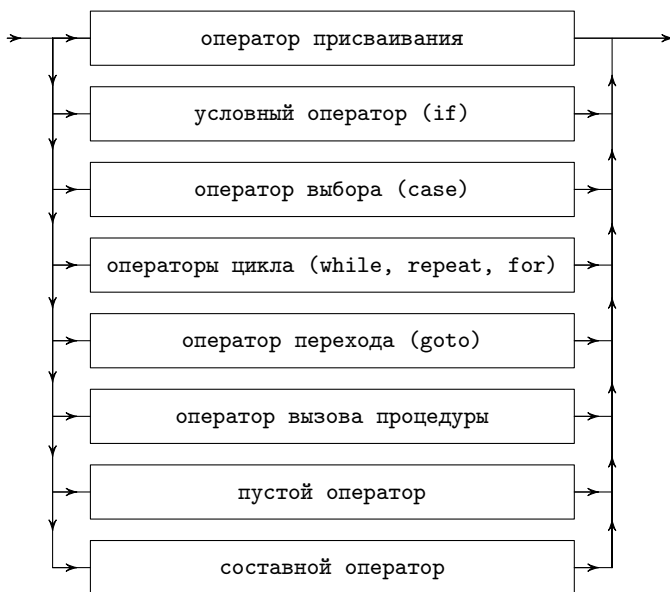 оператор присваивания
условный оператор (if)
оператор выбора (case)
операторы цикла (while, repeat, for)
оператор перехода (goto)
оператор вызова процедуры
пустой оператор
составной оператор